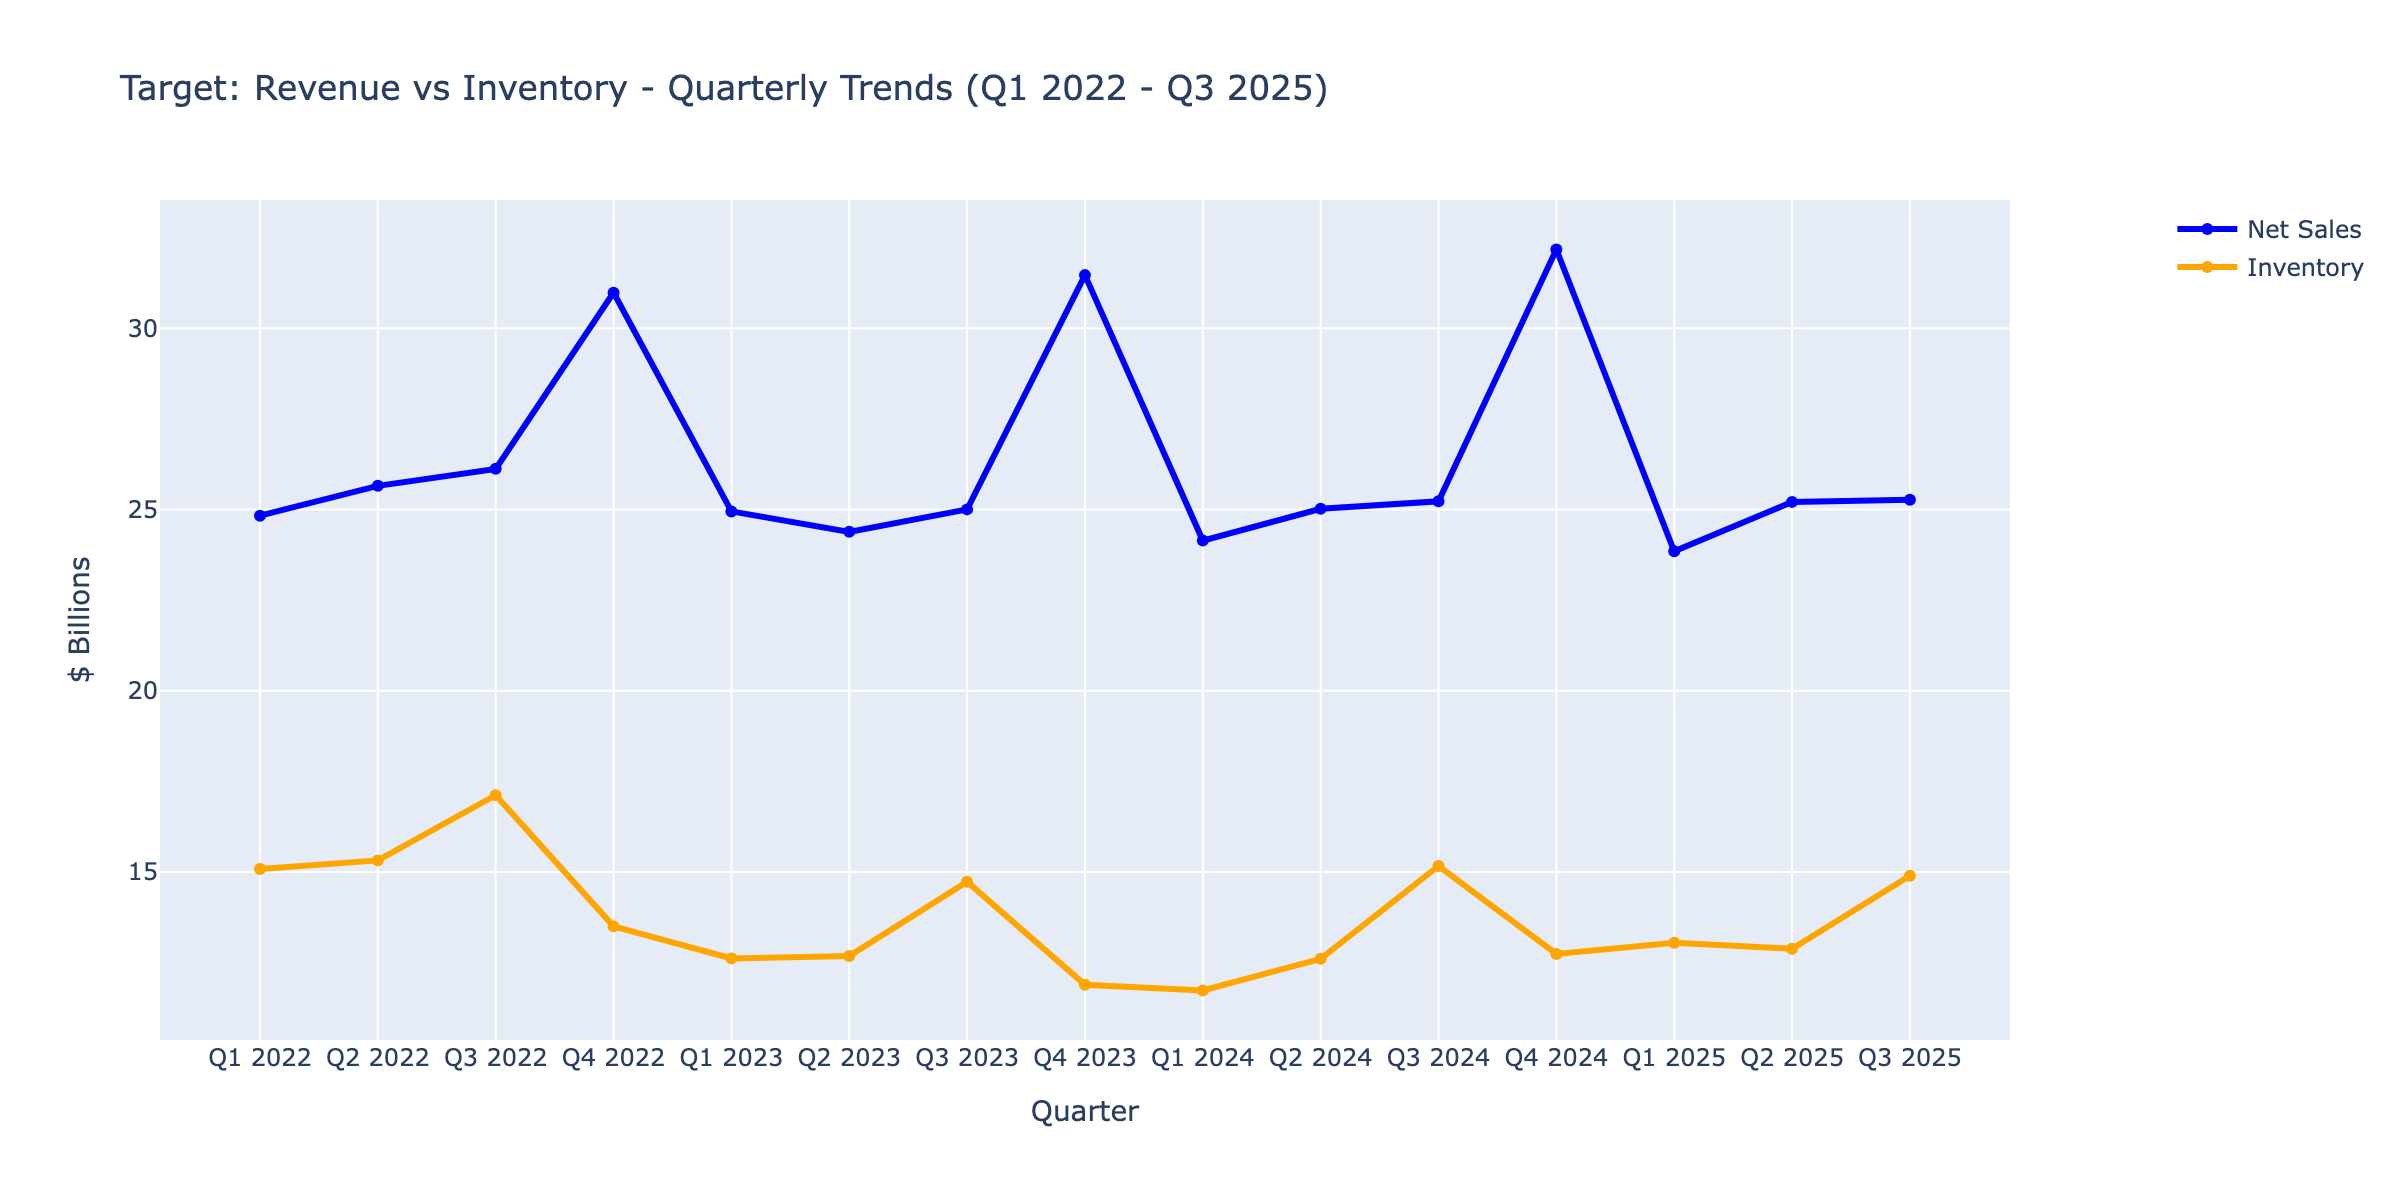 Target: Revenue vs Inventory - Quarterly Trends (Q1 2022 - Q3 2025)
Net Sales
Inventory
$ Billions
30
25
20
15
Q1 2022 Q2 2022 Q3 2022 Q4 2022 Q1 2023 Q2 2023 Q3 2023 Q4 2023 Q1 2024 Q2 2024 Q3 2024 Q4 2024 Q1 2025 Q2 2025 Q3 2025
Quarter